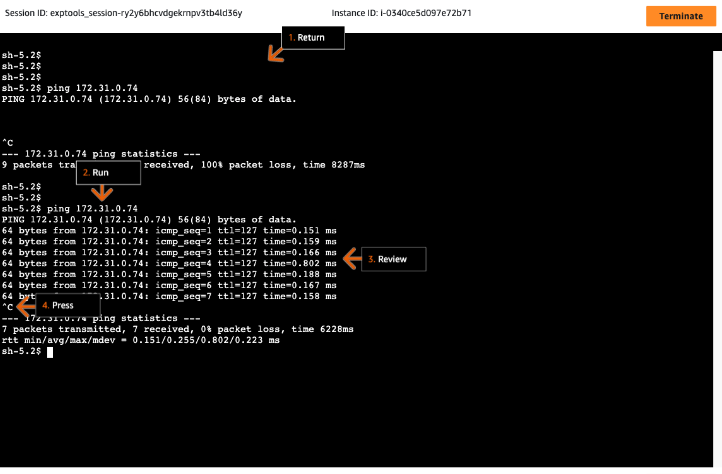 Session ID: exptools_session-ry2y6bhcvdgekrnpv3tb4ld36y Instance ID: i-0340ce5d097e72b71 Terminate
1. Return
sh-5.2$
sh-5.2$
sh-5.2$
sh-5.2$ ping 172.31.0.74
PING 172.31.0.74 (172.31.0.74) 56(84) bytes of data.
^C
--- 172.31.0.74 ping statistics ---
9 packets tra received, 100% packet loss, time 8287ms
2. Run
sh-5.2$
sh-5.2$
sh-5.2$ ping 172.31.0.74
PING 172.31.0.74 (172.31.0.74) 56(84) bytes of data.
64 bytes from 172.31.0.74: icmp_seq=1 ttl=127 time=0.151 ms
64 bytes from 172.31.0.74: icmp_seq=2 ttl=127 time=0.159 ms
64 bytes from 172.31.0.74: icmp_seq=3 ttl=127 time=0.166 ms
64 bytes from 172.31.0.74: icmp_seq=4 ttl=127 time=0.802 ms
3. Review
64 bytes from 172.31.0.74: icmp_seq=5 ttl=127 time=0.188 ms
64 bytes from 172.31.0.74: icmp_seq=6 ttl=127 time=0.167 ms
64 byt 2.31.0.74: icmp_seq=7 ttl=127 time=0.158 ms
^C
4. Press
--- 172.31.0.74 ping statistics ---
7 packets transmitted, 7 received, 0% packet loss, time 6228ms
rtt min/avg/max/mdev = 0.151/0.255/0.802/0.223 ms
sh-5.2$